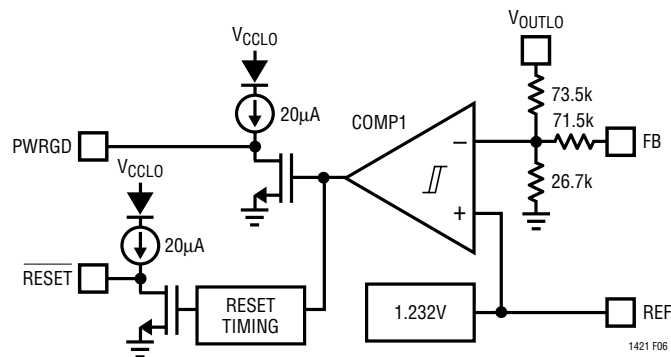 V_OUTLO
V_CCLO
73.5k
20µA
COMP1
71.5k
PWRGD
FB
V_CCLO
26.7k
20µA
RESET
RESET
TIMING
1.232V
REF
1421 F06